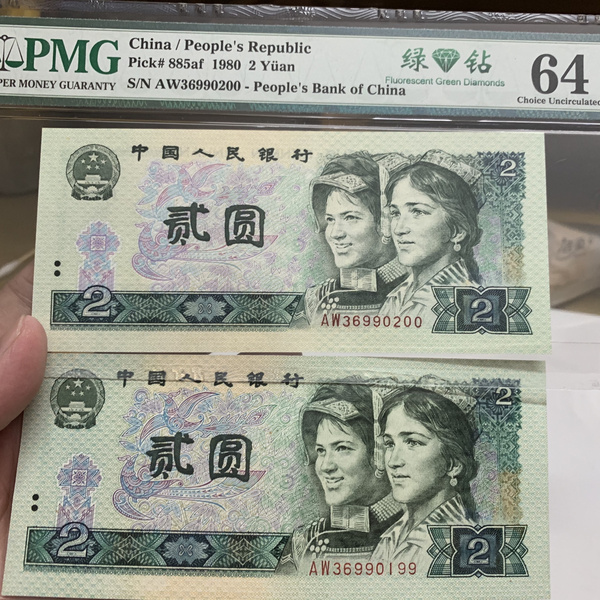 PMG
PER MONEY GUARANTY
China / People's Republic
Pick# 885af 1980 2 Yüan
S/N AW36990200 - People's Bank of China
绿 钻
Fluorescent Green Diamonds
64
Choice Uncirculated
中国人民银行
2
贰圆
2
AW36990200
2
中国人民银行
2
贰圆
2
AW36990199
2